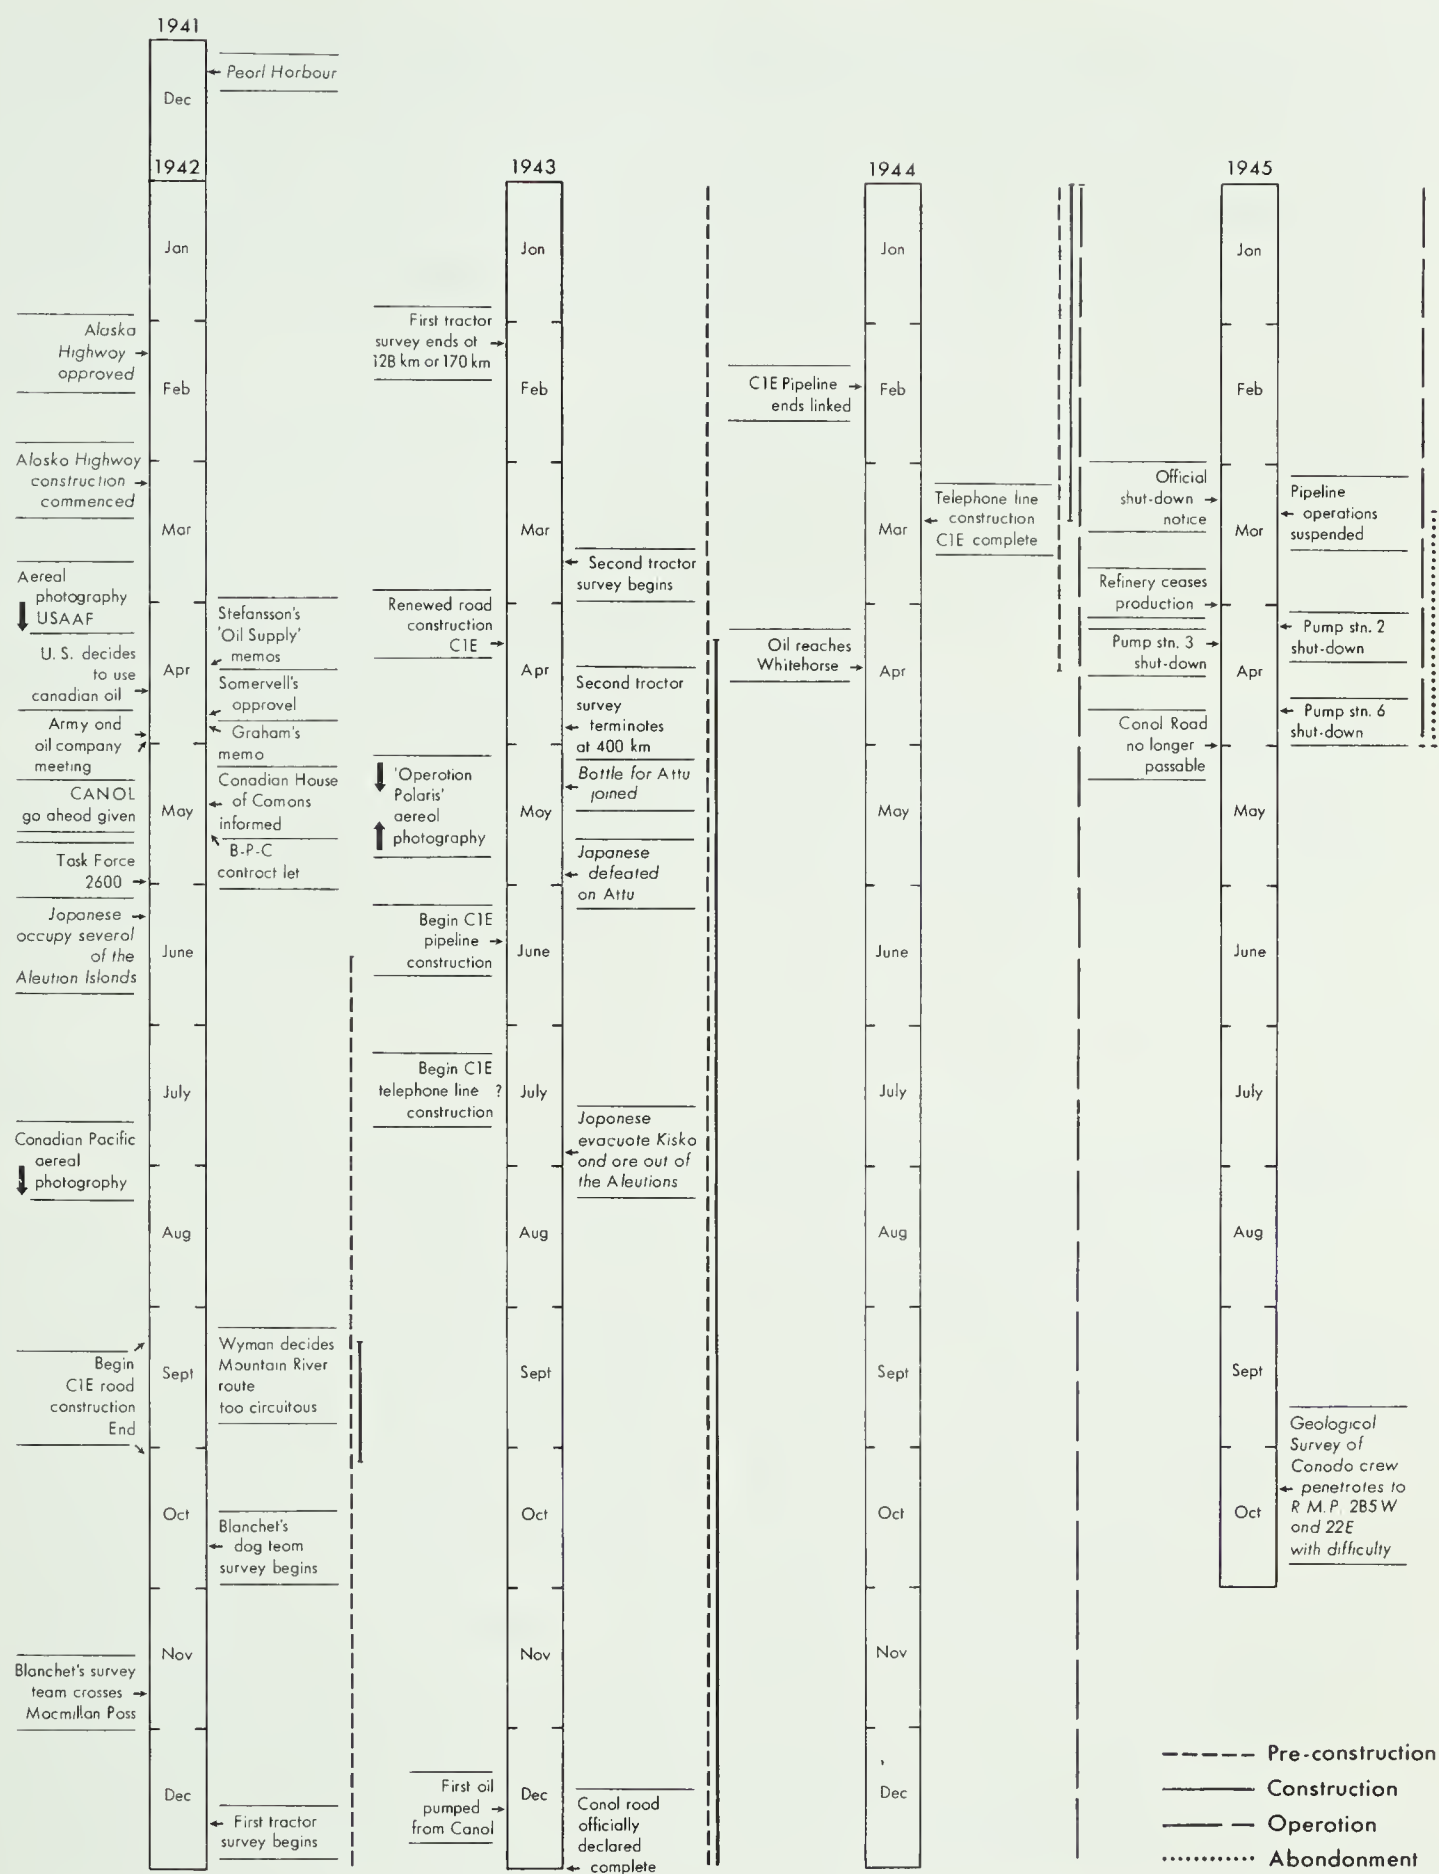 1941
Dec
Pearl Harbour
1942
Jan
Alaska
Highway
approved
Feb
Alaska Highway
construction
commenced
Mar
Aereal
photography
USAAF
Stefansson's
'Oil Supply'
memos
U. S. decides
to use
canadian oil
Apr
Somervell's
approval
Army and
oil company
meeting
Graham's
memo
CANOL
go ahead given
May
Canadian House
of Comons
informed
B-P-C
contract let
Task Force
2600
Japanese
occupy several
of the
Aleutian Islands
June
July
Canadian Pacific
aereal
photography
Aug
Begin
C1E road
construction
End
Sept
Wyman decides
Mountain River
route
too circuitous
Oct
Blanchet's
dog team
survey begins
Nov
Blanchet's survey
team crosses
Macmillan Pass
Dec
First tractor
survey begins
1943
Jan
First tractor
survey ends at
128 km or 170 km
Feb
Mar
Second tractor
survey begins
Renewed road
construction
C1E
Apr
Second tractor
survey
terminates
at 400 km
'Operation
Polaris'
aereal
photography
May
Battle for Attu
joined
Japanese
defeated
on Attu
Begin C1E
pipeline
construction
June
Begin C1E
telephone line ?
construction
July
Japanese
evacuate Kiska
and are out of
the Aleutians
Aug
Sept
Oct
Nov
First oil
pumped
from Canol
Dec
Canol road
officially
declared
complete
1944
Jan
C1E Pipeline
ends linked
Feb
Mar
Telephone line
construction
C1E complete
Oil reaches
Whitehorse
Apr
May
June
July
Aug
Sept
Oct
Nov
Dec
1945
Jan
Feb
Official
shut-down
notice
Mar
Pipeline
operations
suspended
Refinery ceases
production
Pump stn. 2
shut-down
Pump stn. 3
shut-down
Apr
Pump stn. 6
shut-down
Canol Road
no longer
passable
May
June
July
Aug
Sept
Oct
Geological
Survey of
Canada crew
penetrates to
R.M.P. 285 W
and 22E
with difficulty
Pre-construction
Construction
Operation
Abandonment